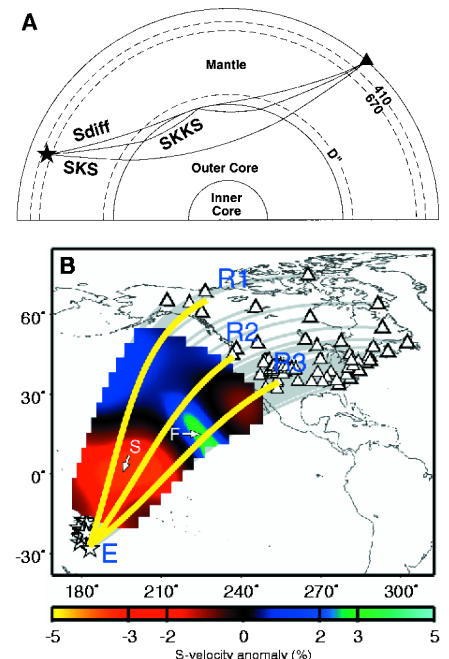 A
Mantle
410
670
Sdiff
SKKS
SKS
Outer Core
D"
Inner
Core
B
R1
R2
R3
F
S
E
60°
30°
0°
-30°
180° 210° 240° 270° 300°
-5 -3 -2 0 2 3 5
S-velocity anomaly (%)